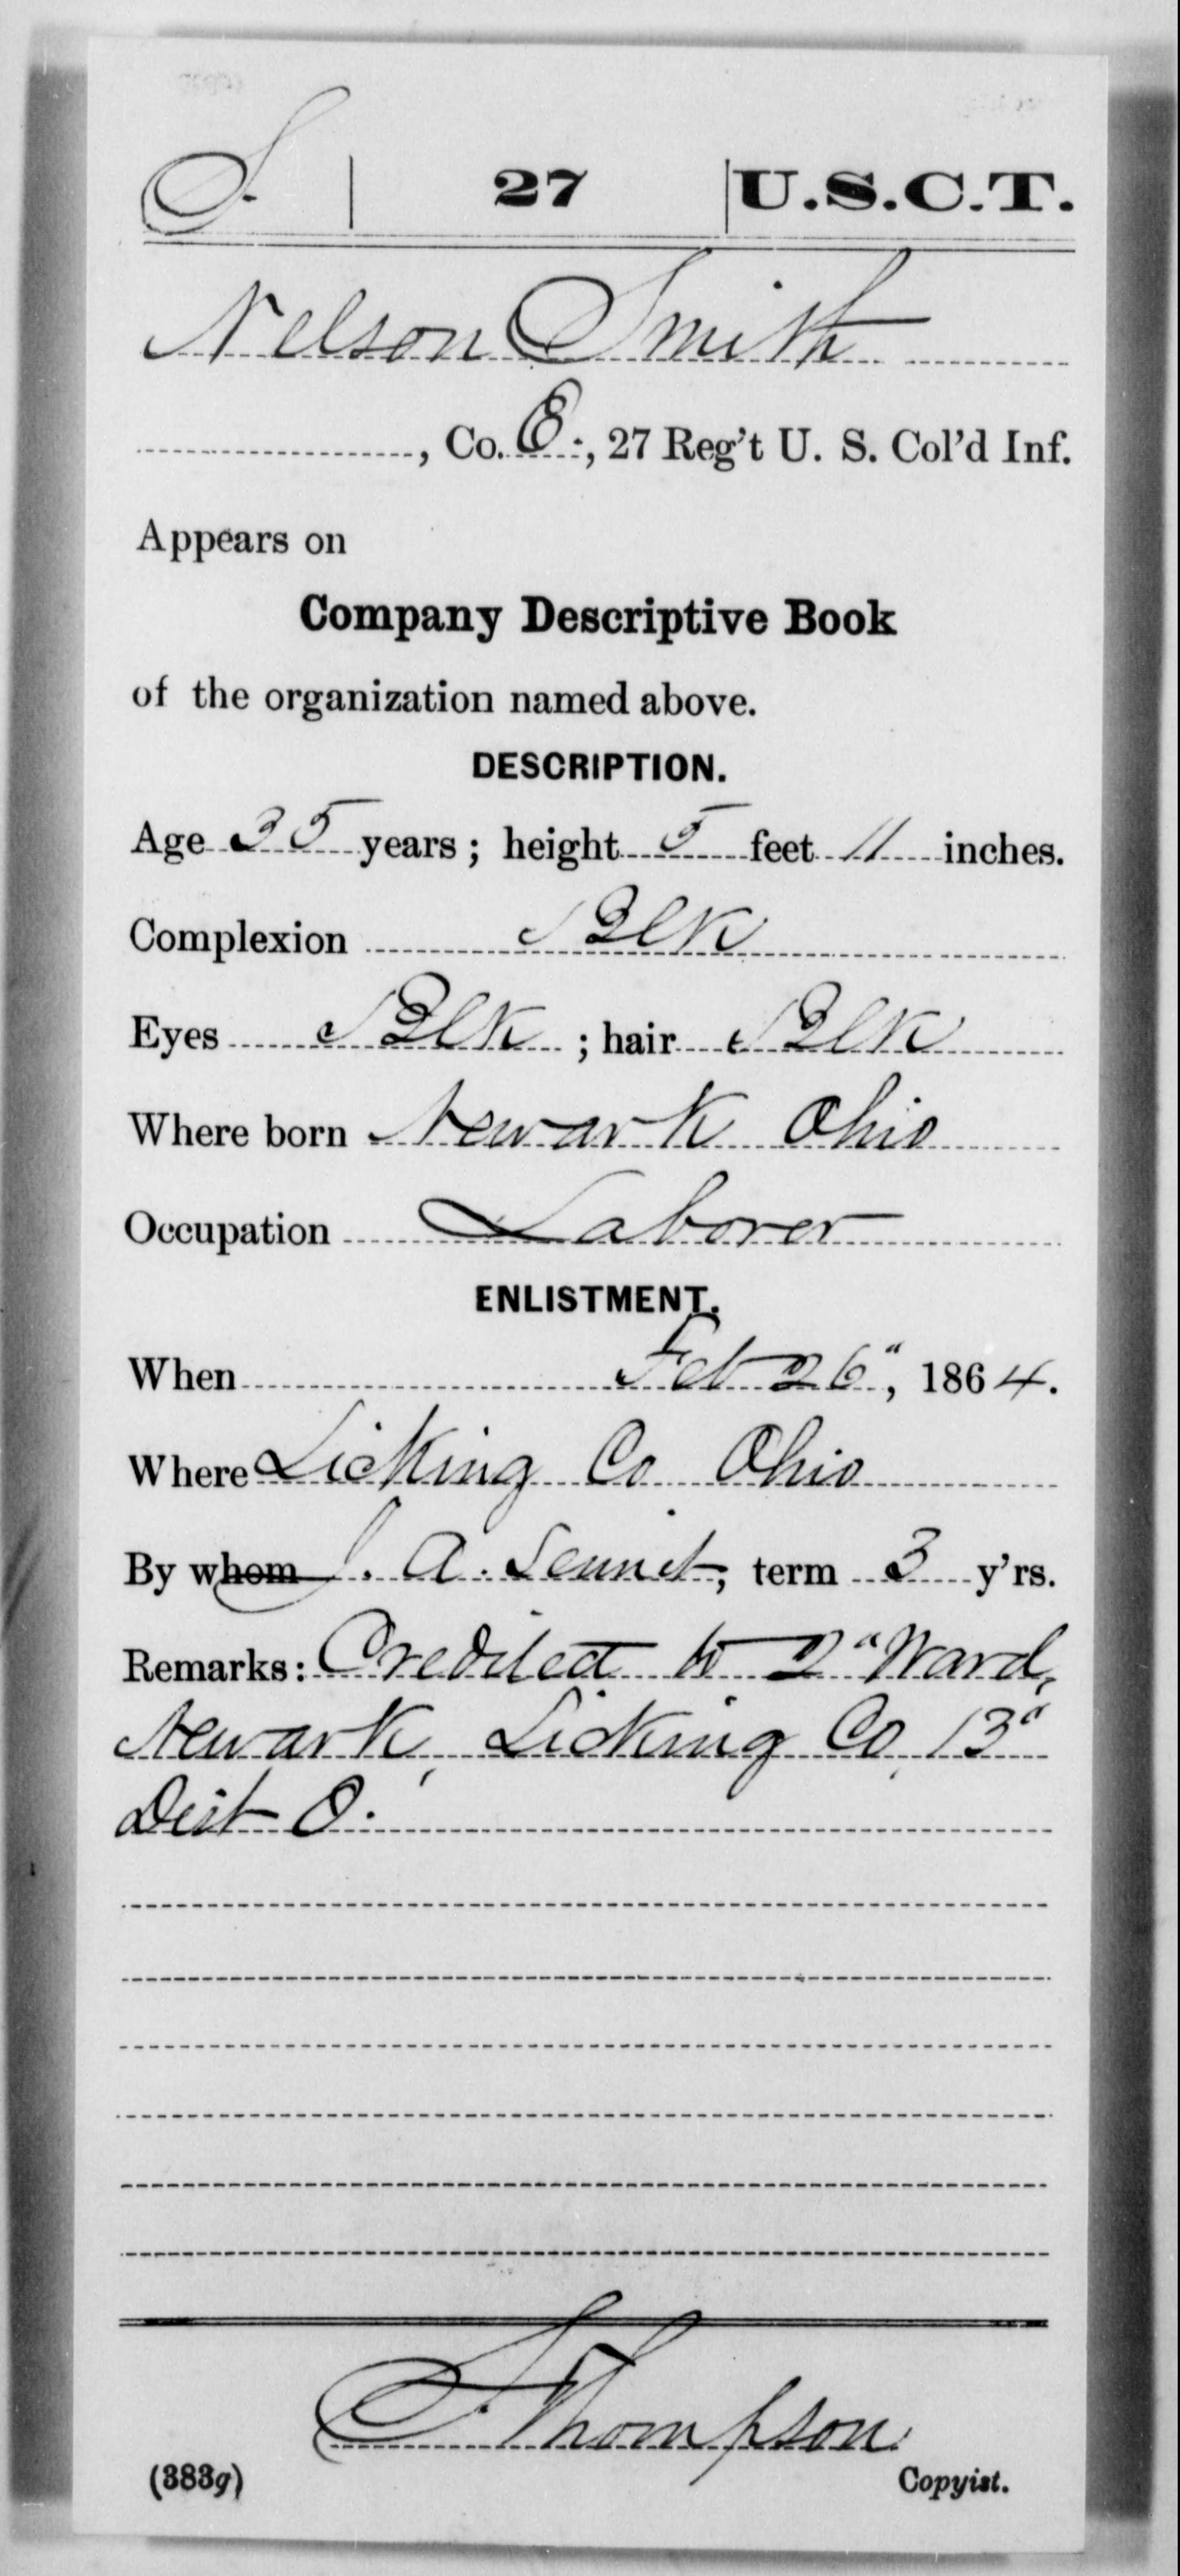 S. | 27 | U.S.C.T.
Nelson Smith
, Co. E., 27 Reg't U. S. Col'd Inf.
Appears on
Company Descriptive Book
of the organization named above.
DESCRIPTION.
Age 35 years; height 5 feet 11 inches.
Complexion Blk
Eyes Blk; hair Blk
Where born Newark Ohio
Occupation Laborer
ENLISTMENT.
When Feb 26", 1864.
Where Licking Co Ohio
By whom J. A. , term 3 y'rs.
Remarks: Credited to 2" Ward,
Newark, Licking Co, 13"
Dist O.
S. Thompson
(383g) Copyist.